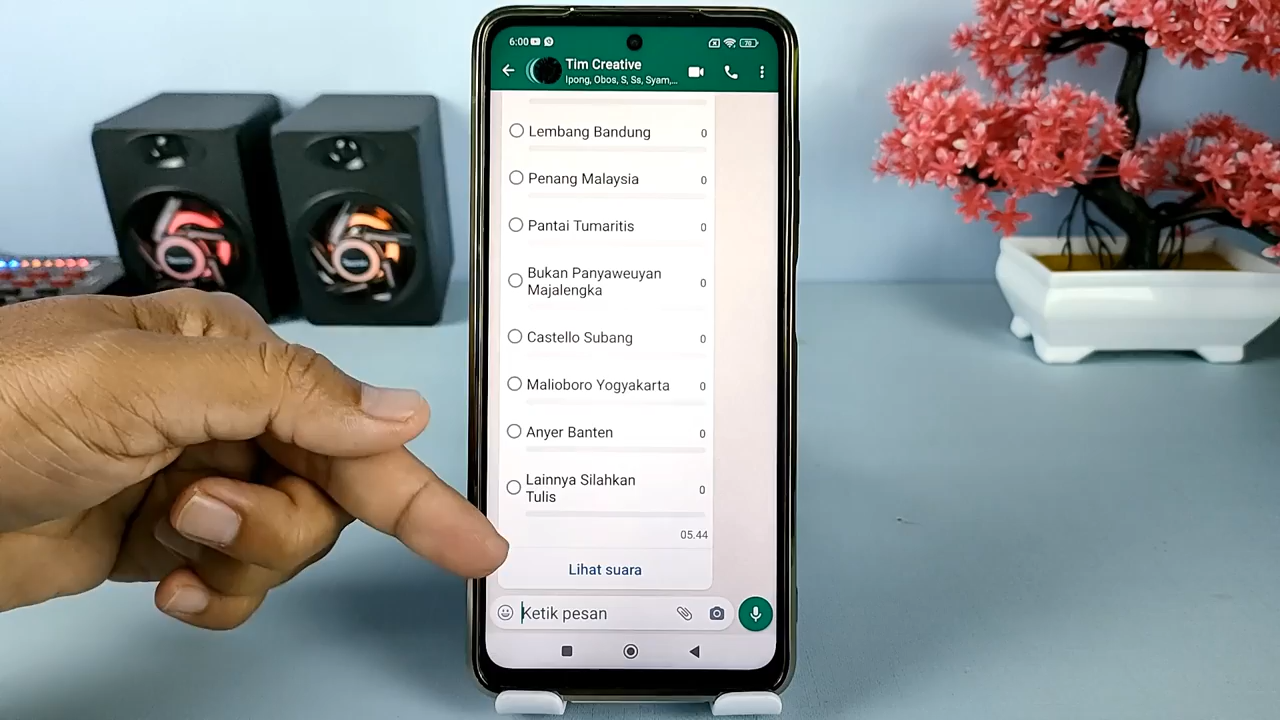 6:00
70
Tim Creative
Ipong, Obos, S, Ss, Syam,...
Lembang Bandung 0
Penang Malaysia 0
Pantai Tumaritis 0
Bukan Panyaweuyan
Majalengka 0
Castello Subang 0
Malioboro Yogyakarta 0
Anyer Banten 0
Lainnya Silahkan
Tulis 0
05.44
Lihat suara
Ketik pesan